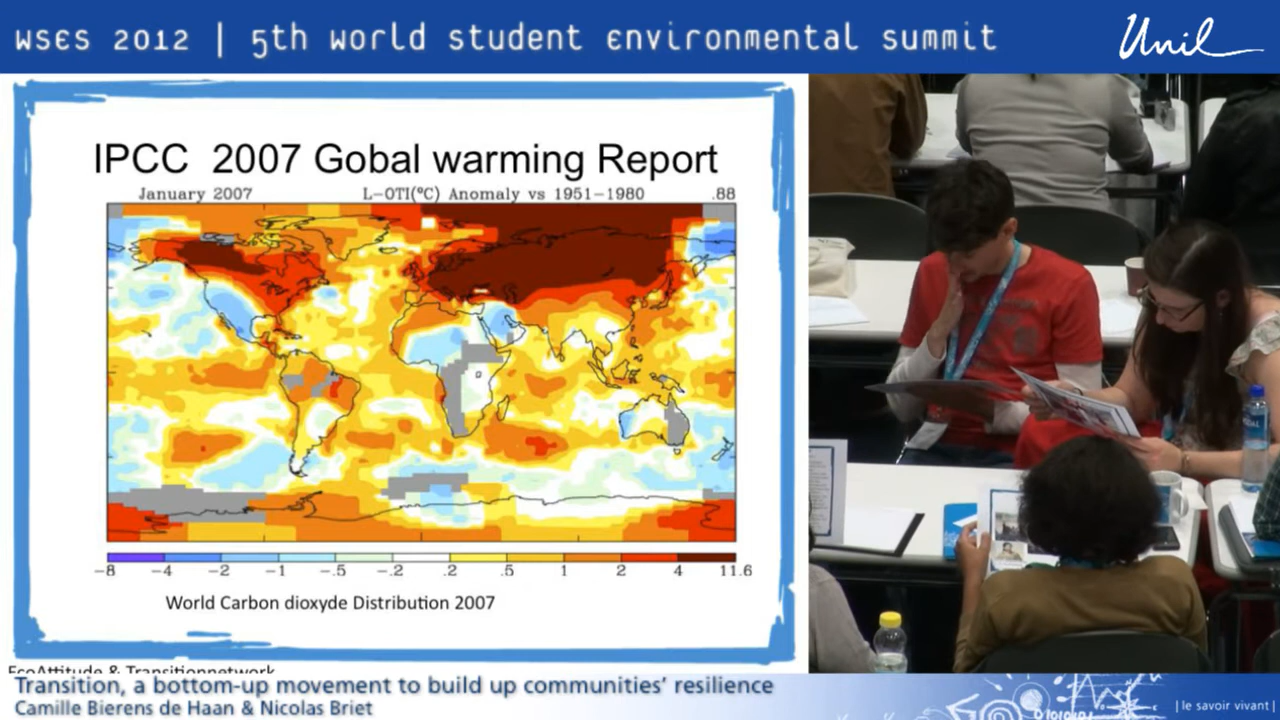 WSES 2012 | 5th world student environmental summit
Unil
IPCC 2007 Gobal warming Report
January 2007 L-OTI(°C) Anomaly vs 1951-1980 .88
-8 -4 -2 -1 -.5 -.2 .2 .5 1 2 4 11.6
World Carbon dioxyde Distribution 2007
EcoAttitude & Transitionnetwork
Transition, a bottom-up movement to build up communities' resilience
Camille Bierens de Haan & Nicolas Briet
| le savoir vivant |